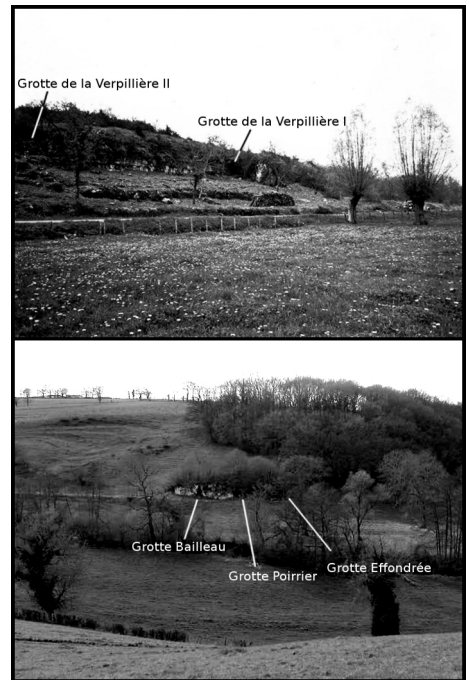 Grotte de la Verpillière II
Grotte de la Verpillière I
Grotte Bailleau
Grotte Poirrier
Grotte Effondrée